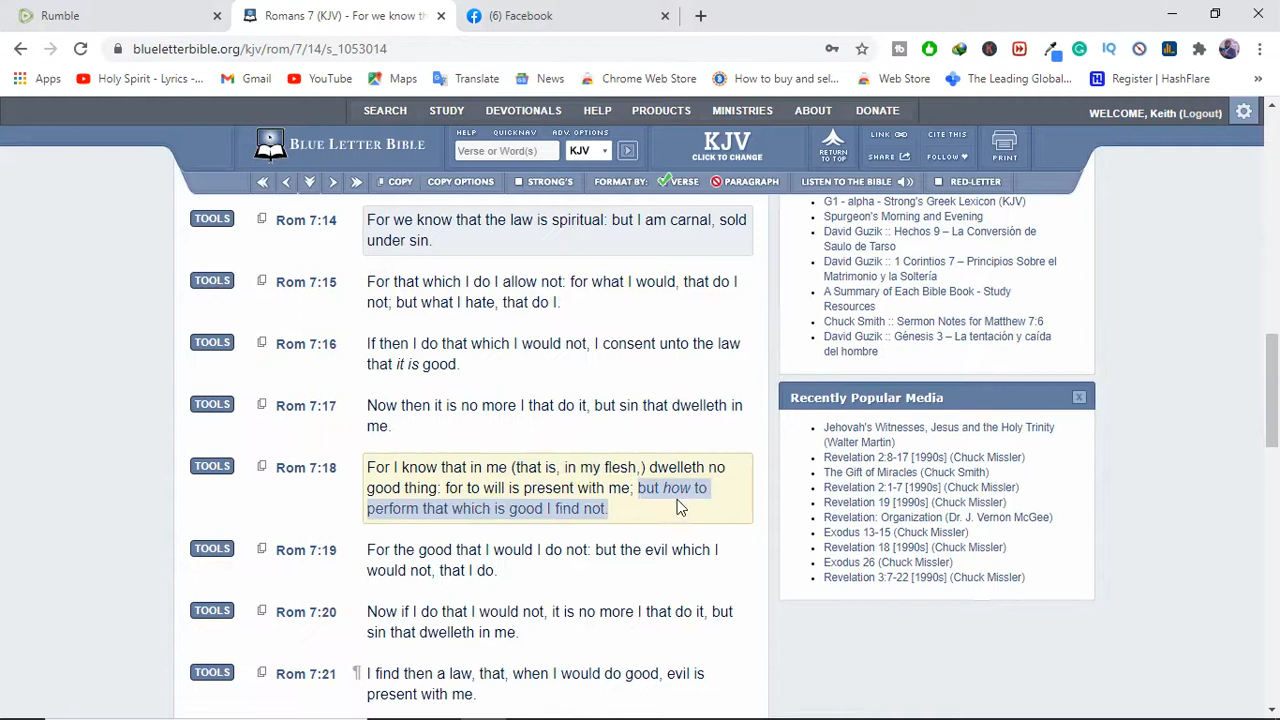 Rumble
Romans 7 (KJV) - For we know th
(6) Facebook
blueletterbible.org/kjv/rom/7/14/s_1053014
Apps
Holy Spirit - Lyrics -...
Gmail
YouTube
Maps
Translate
News
Chrome Web Store
How to buy and sel...
Web Store
The Leading Global...
Register | HashFlare
SEARCH STUDY DEVOTIONALS HELP PRODUCTS MINISTRIES ABOUT DONATE
WELCOME, Keith (Logout)
BLUE LETTER BIBLE
HELP QUICKNAV ADV. OPTIONS
Verse or Word(s)
KJV
KJV
CLICK TO CHANGE
RETURN
TO TOP
LINK
SHARE
CITE THIS
FOLLOW
PRINT
COPY COPY OPTIONS STRONG'S FORMAT BY: VERSE PARAGRAPH LISTEN TO THE BIBLE RED-LETTER
TOOLS Rom 7:14 For we know that the law is spiritual: but I am carnal, sold
under sin.
TOOLS Rom 7:15 For that which I do I allow not: for what I would, that do I
not; but what I hate, that do I.
TOOLS Rom 7:16 If then I do that which I would not, I consent unto the law
that it is good.
TOOLS Rom 7:17 Now then it is no more I that do it, but sin that dwelleth in
me.
TOOLS Rom 7:18 For I know that in me (that is, in my flesh,) dwelleth no
good thing: for to will is present with me; but how to
perform that which is good I find not.
TOOLS Rom 7:19 For the good that I would I do not: but the evil which I
would not, that I do.
TOOLS Rom 7:20 Now if I do that I would not, it is no more I that do it, but
sin that dwelleth in me.
TOOLS Rom 7:21 ¶ I find then a law, that, when I would do good, evil is
present with me.
G1 - alpha - Strong's Greek Lexicon (KJV)
Spurgeon's Morning and Evening
David Guzik :: Hechos 9 – La Conversión de
Saulo de Tarso
David Guzik :: 1 Corintios 7 – Principios Sobre el
Matrimonio y la Soltería
A Summary of Each Bible Book - Study
Resources
Chuck Smith :: Sermon Notes for Matthew 7:6
David Guzik :: Génesis 3 – La tentación y caída
del hombre
Recently Popular Media
X
Jehovah's Witnesses, Jesus and the Holy Trinity
(Walter Martin)
Revelation 2:8-17 [1990s] (Chuck Missler)
The Gift of Miracles (Chuck Smith)
Revelation 2:1-7 [1990s] (Chuck Missler)
Revelation 19 [1990s] (Chuck Missler)
Revelation: Organization (Dr. J. Vernon McGee)
Exodus 13-15 (Chuck Missler)
Revelation 18 [1990s] (Chuck Missler)
Exodus 26 (Chuck Missler)
Revelation 3:7-22 [1990s] (Chuck Missler)